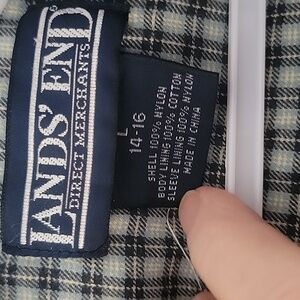 LANDS' END
DIRECT MERCHANTS
L
14-16
SHELL 100% NYLON
BODY LINING 100% COTTON
SLEEVE LINING 100% NYLON
MADE IN CHINA